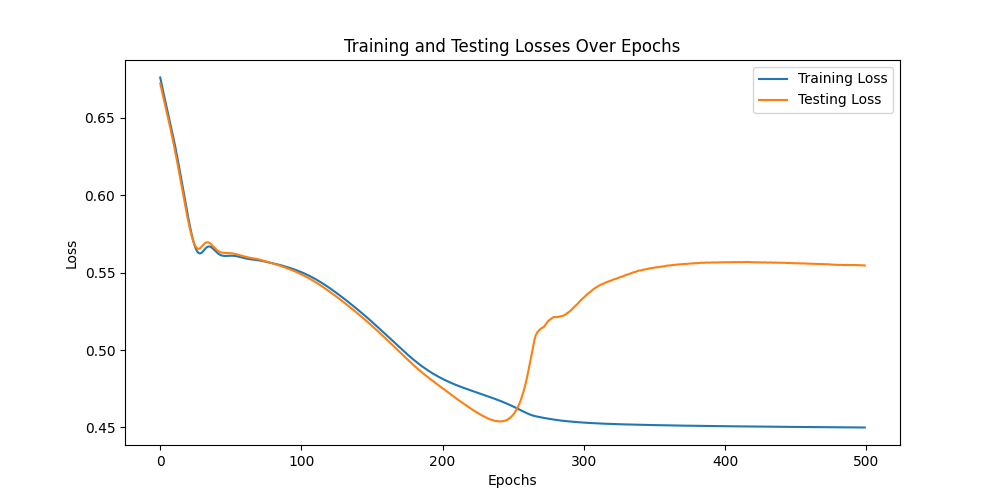 Training and Testing Losses Over Epochs
Training Loss
Testing Loss
Loss
0.65
0.60
0.55
0.50
0.45
0
100
200
300
400
500
Epochs